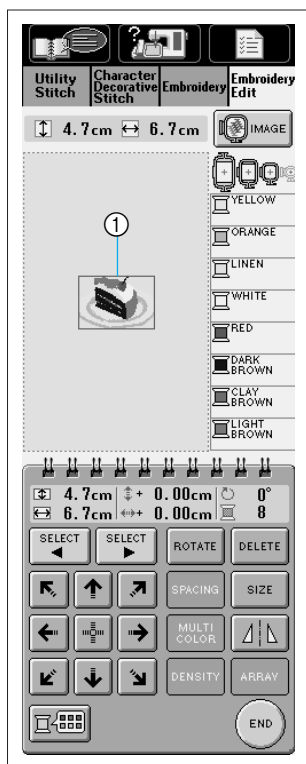 Utility Stitch
Character Decorative Stitch
Embroidery
Embroidery Edit
4.7cm 6.7cm
IMAGE
1
YELLOW
ORANGE
LINEN
WHITE
RED
DARK BROWN
CLAY BROWN
LIGHT BROWN
4.7cm + 0.00cm 0°
6.7cm + 0.00cm 8
SELECT SELECT ROTATE DELETE
SPACING SIZE
MULTI COLOR
DENSITY ARRAY
END